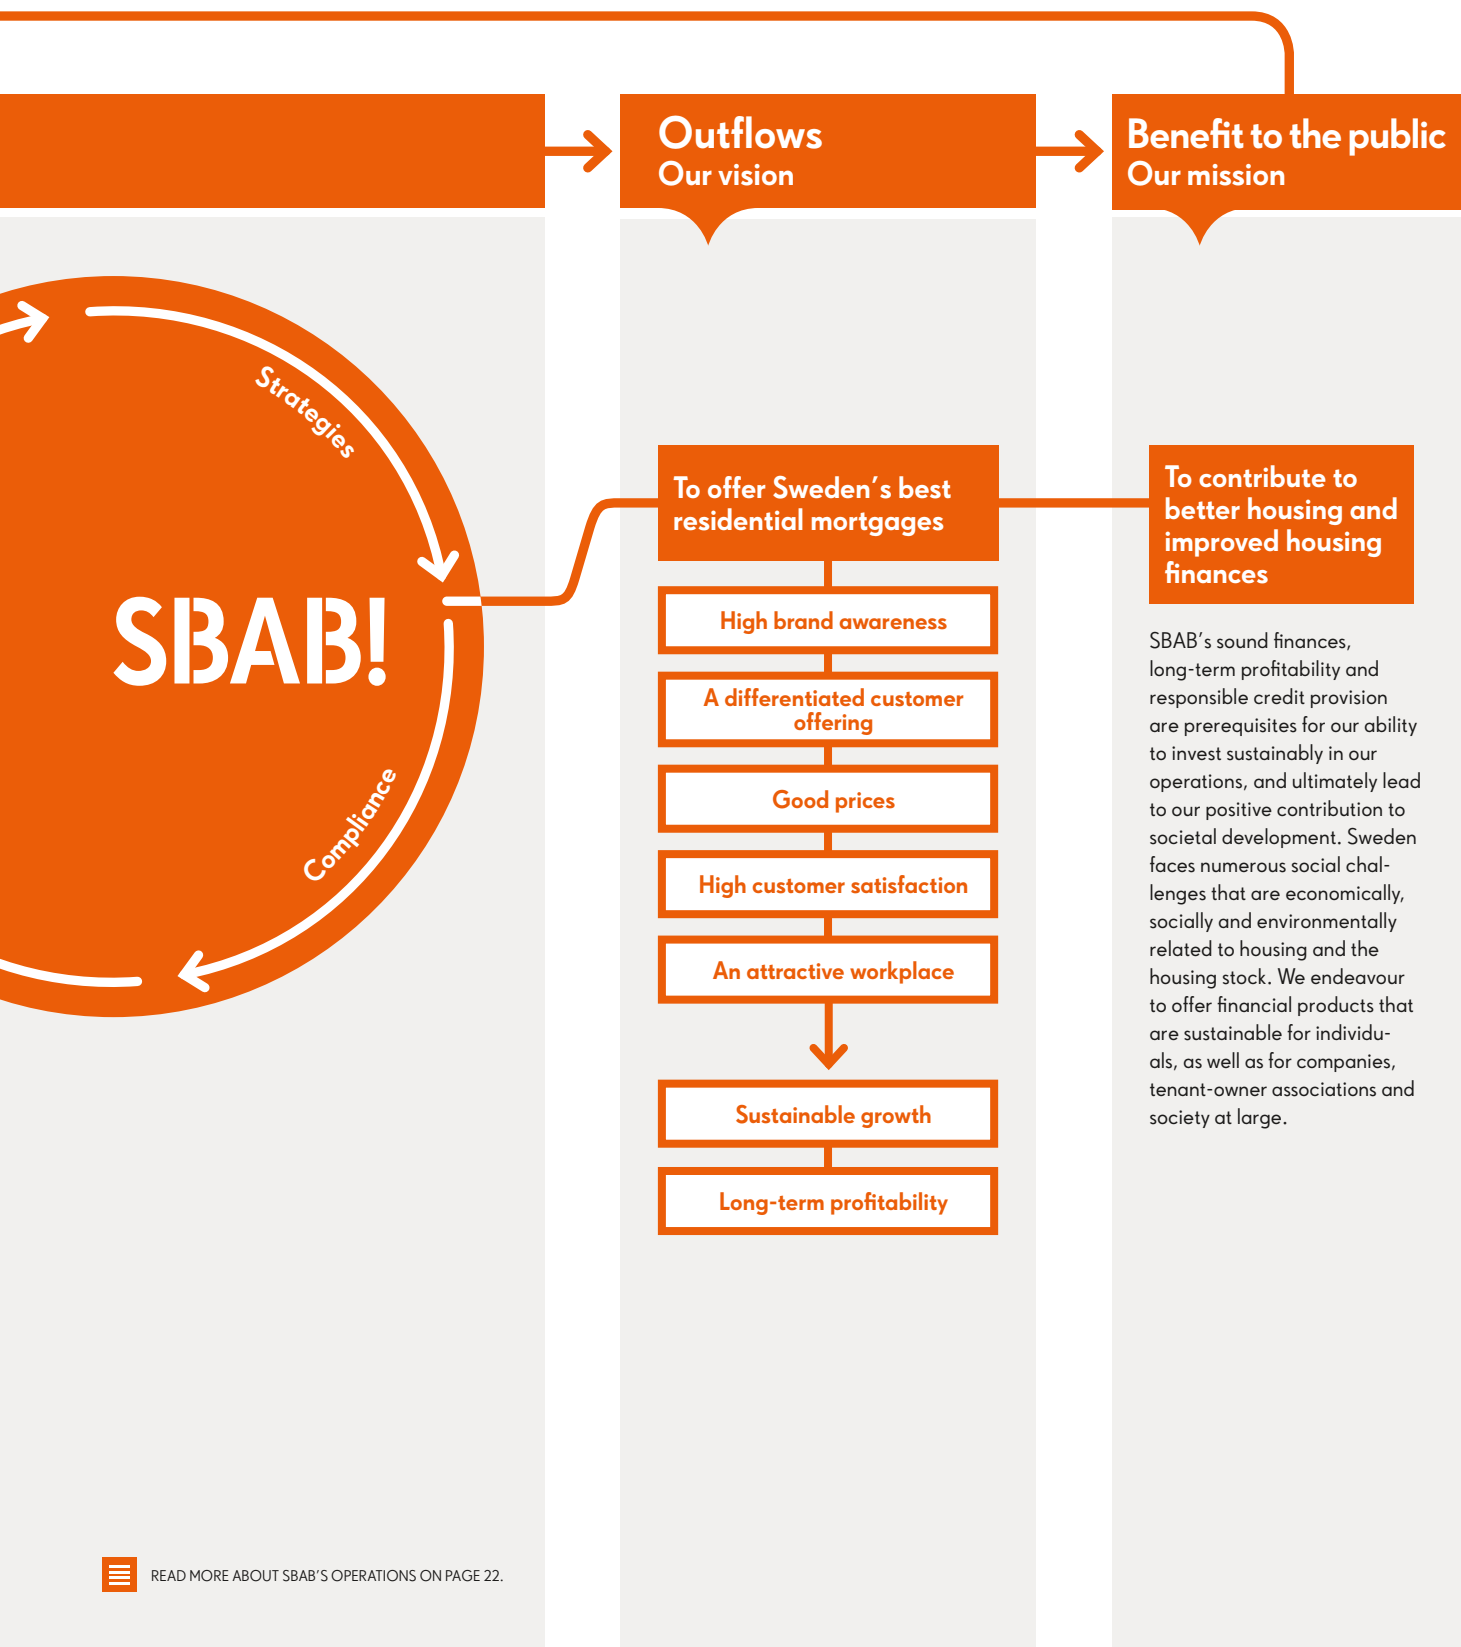 Strategies
SBAB!
Compliance
READ MORE ABOUT SBAB'S OPERATIONS ON PAGE 22.
Outflows
Our vision
To offer Sweden's best
residential mortgages
High brand awareness
A differentiated customer
offering
Good prices
High customer satisfaction
An attractive workplace
Sustainable growth
Long-term profitability
Benefit to the public
Our mission
To contribute to
better housing and
improved housing
finances
SBAB's sound finances,
long-term profitability and
responsible credit provision
are prerequisites for our ability
to invest sustainably in our
operations, and ultimately lead
to our positive contribution to
societal development. Sweden
faces numerous social chal-
lenges that are economically,
socially and environmentally
related to housing and the
housing stock. We endeavour
to offer financial products that
are sustainable for individu-
als, as well as for companies,
tenant-owner associations and
society at large.